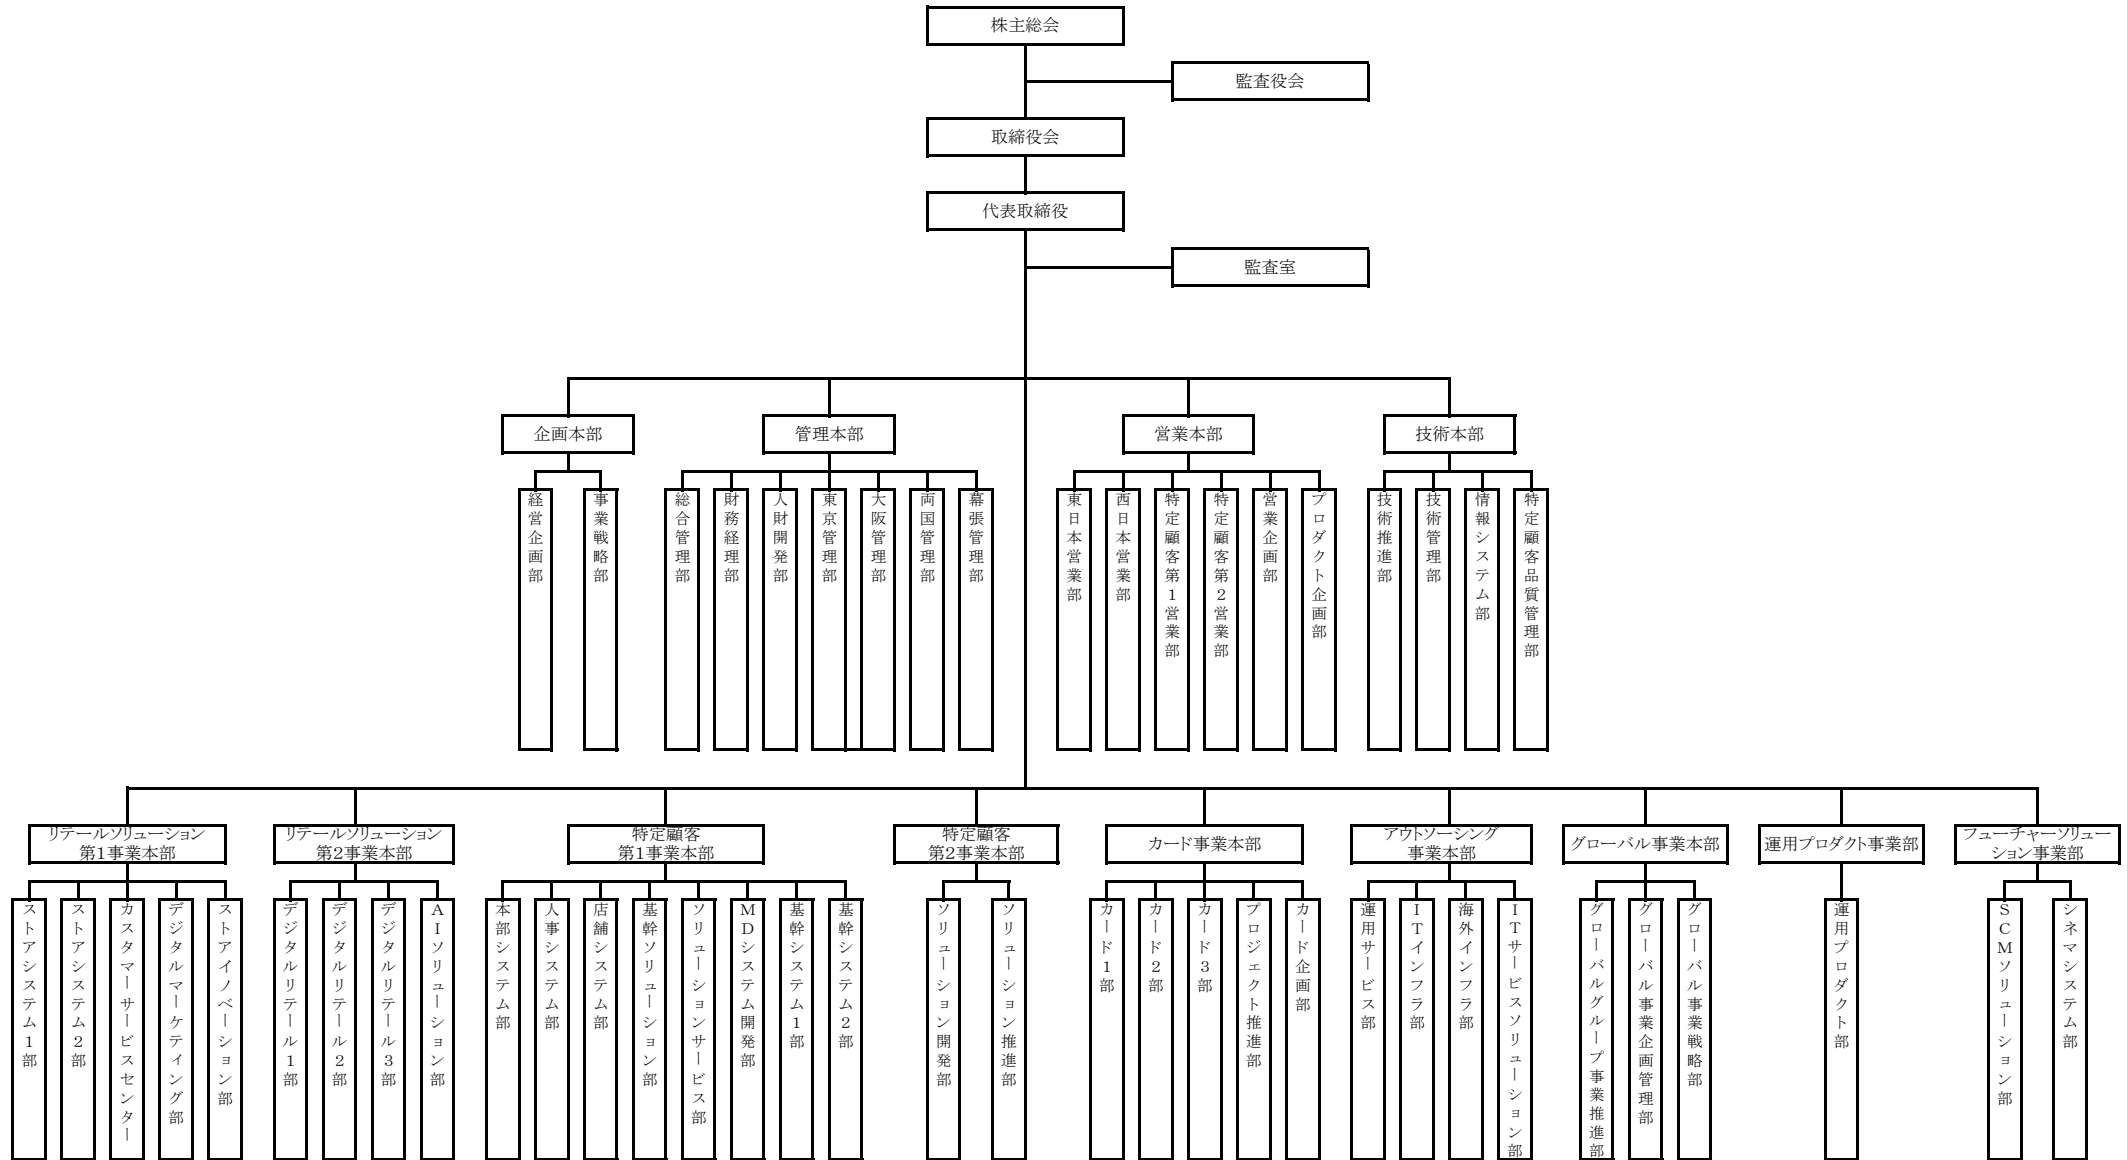 株主総会
監査役会
取締役会
代表取締役
監査室
企画本部
管理本部
営業本部
技術本部
経営企画部
事業戦略部
総合管理部
財務経理部
人財開発部
東京管理部
大阪管理部
両国管理部
幕張管理部
東日本営業部
西日本営業部
特定顧客第1営業部
特定顧客第2営業部
営業企画部
プロダクト企画部
技術推進部
技術管理部
情報システム部
特定顧客品質管理部
リテールソリューション
第1事業本部
リテールソリューション
第2事業本部
特定顧客
第1事業本部
特定顧客
第2事業本部
カード事業本部
アウトソーシング
事業本部
グローバル事業本部
運用プロダクト事業部
フューチャーソリュー
ション事業部
ストアシステム1部
ストアシステム2部
カスタマーサービスセンター
デジタルマーケティング部
ストアイノベーション部
デジタルリテール1部
デジタルリテール2部
デジタルリテール3部
AIソリューション部
本部システム部
人事システム部
店舗システム部
基幹ソリューション部
ソリューションサービス部
MDシステム開発部
基幹システム1部
基幹システム2部
ソリューション開発部
ソリューション推進部
カード1部
カード2部
カード3部
プロジェクト推進部
カード企画部
運用サービス部
ITインフラ部
海外インフラ部
ITサービスソリューション部
グローバルグループ事業推進部
グローバル事業企画管理部
グローバル事業戦略部
運用プロダクト部
SCMソリューション部
シネマシステム部